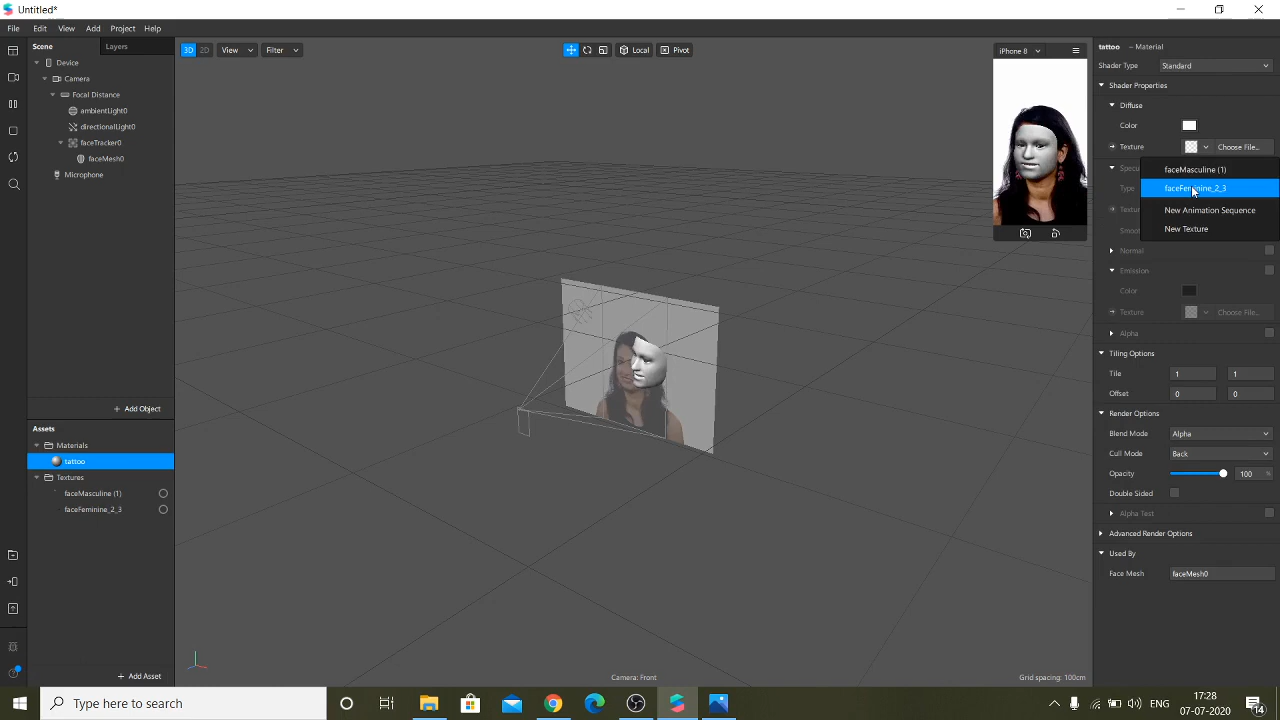 Untitled*
File Edit View Add Project Help
Scene
Layers
Device
Camera
Focal Distance
ambientLight0
directionalLight0
faceTracker0
faceMesh0
Microphone
Add Object
Assets
Materials
tattoo
Textures
faceMasculine (1)
faceFeminine_2_3
Add Asset
3D 2D View Filter
Local Pivot
iPhone 8
Camera: Front
Grid spacing: 100cm
tattoo – Material
Shader Type Standard
Shader Properties
Diffuse
Color
Texture Choose File...
faceMasculine (1)
faceFeminine_2_3
New Animation Sequence
New Texture
Normal
Emission
Color
Texture Choose File...
Alpha
Tiling Options
Tile 1 1
Offset 0 0
Render Options
Blend Mode Alpha
Cull Mode Back
Opacity 100 %
Double Sided
Alpha Test
Advanced Render Options
Used By
Face Mesh faceMesh0
Type here to search
ENG
17:28
07-07-2020